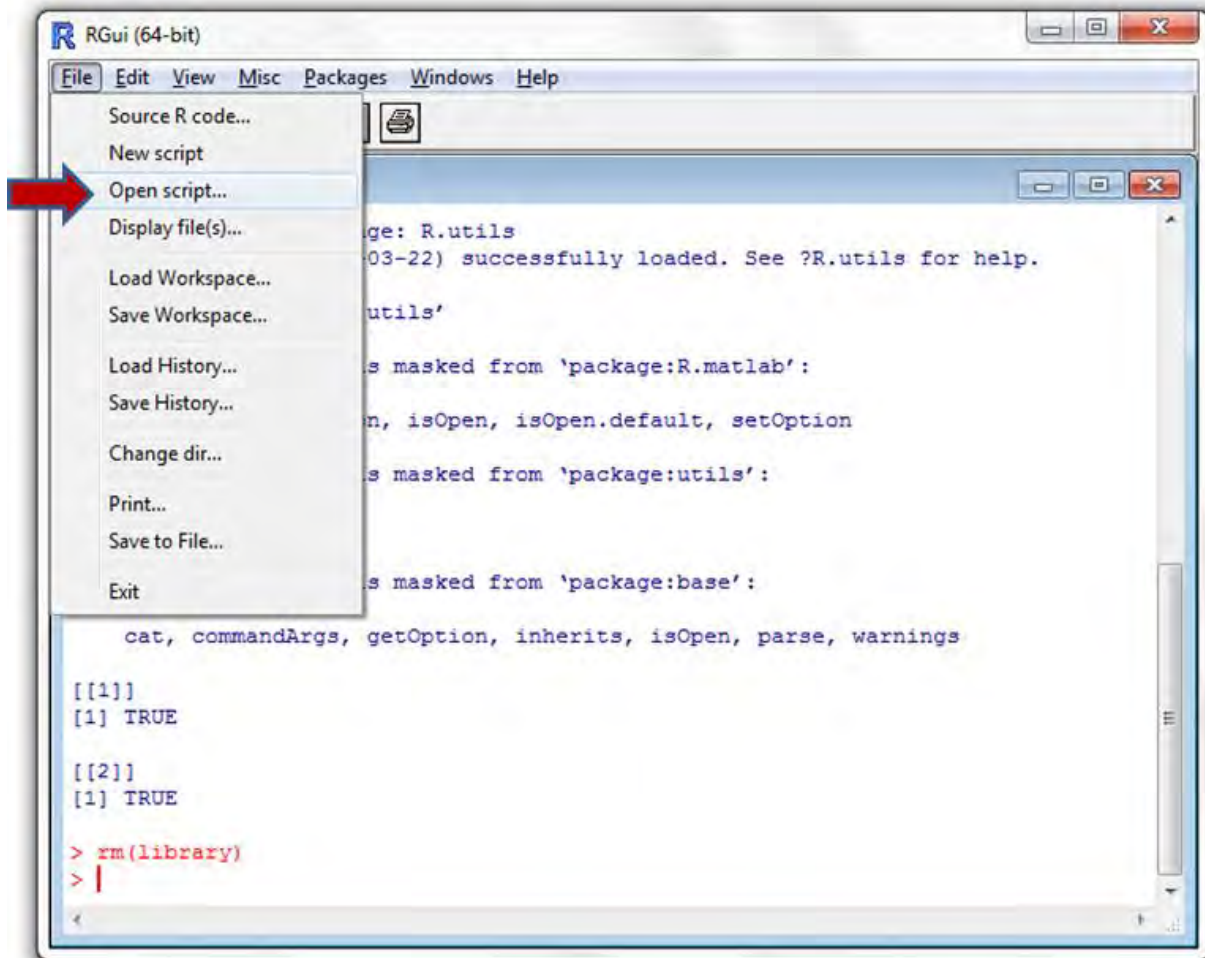 RGui (64-bit)
File Edit View Misc Packages Windows Help
Source R code...
New script
Open script...
Display file(s)...
Load Workspace...
Save Workspace...
Load History...
Save History...
Change dir...
Print...
Save to File...
Exit
ge: R.utils
03-22) successfully loaded. See ?R.utils for help.
utils’
s masked from ‘package:R.matlab’:
n, isOpen, isOpen.default, setOption
s masked from ‘package:utils’:
s masked from ‘package:base’:
cat, commandArgs, getOption, inherits, isOpen, parse, warnings
[[1]]
[1] TRUE
[[2]]
[1] TRUE
> rm(library)
>